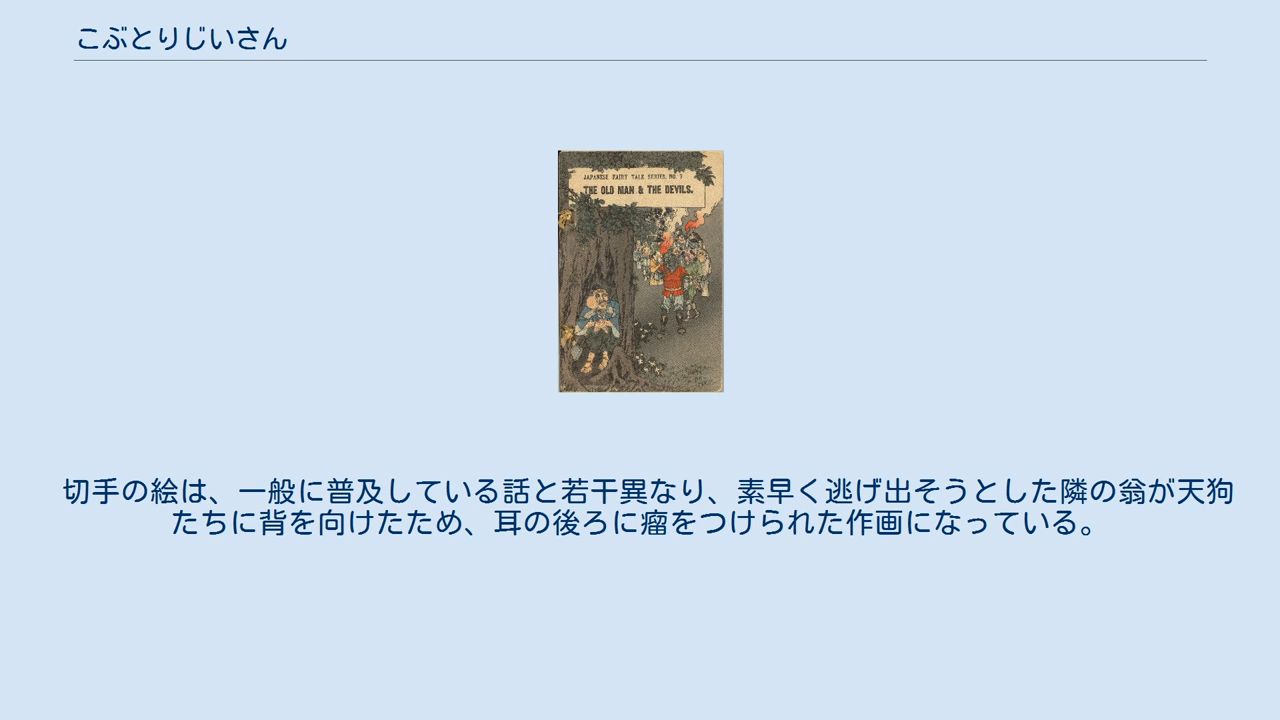 こぶとりじいさん
JAPANESE FAIRY TALE SERIES, NO. 7
THE OLD MAN & THE DEVILS.
切手の絵は、一般に普及している話と若干異なり、素早く逃げ出そうとした隣の翁が天狗
たちに背を向けたため、耳の後ろに瘤をつけられた作画になっている。